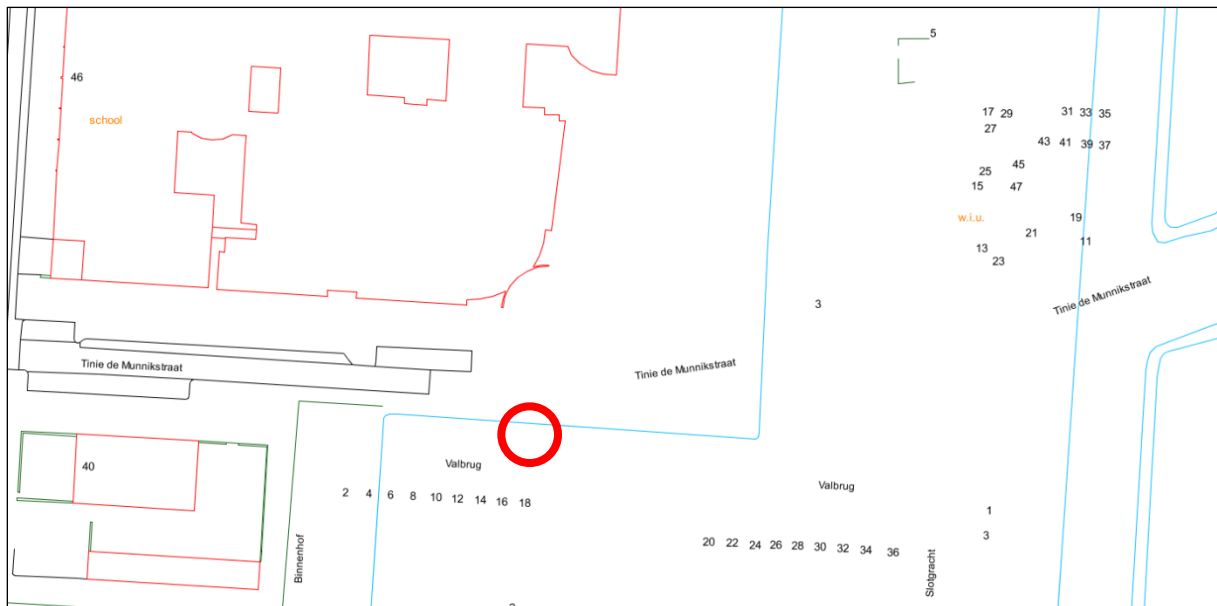 5
46
school
17 29 31 33 35
27
43 41 39 37
45
25
15 47
w.i.u. 19
21
13 11
23
Tinie de Munnikstraat
3
Tinie de Munnikstraat
Tinie de Munnikstraat
40
Valbrug
Valbrug
2 4 6 8 10 12 14 16 18
1
3
20 22 24 26 28 30 32 34 36
Binnenhof
Slotgracht